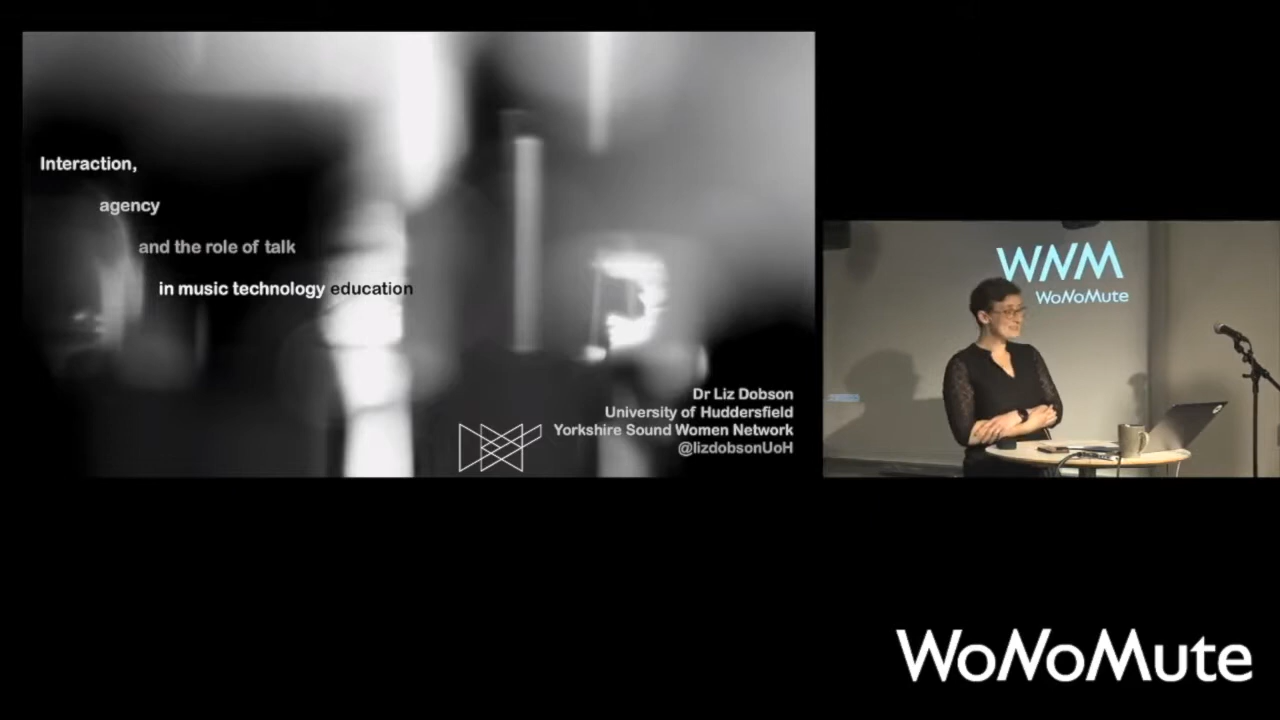 Interaction,
agency
and the role of talk
in music technology education
Dr Liz Dobson
University of Huddersfield
Yorkshire Sound Women Network
@lizdobsonUoH
WNM
WoNoMute
WoNoMute